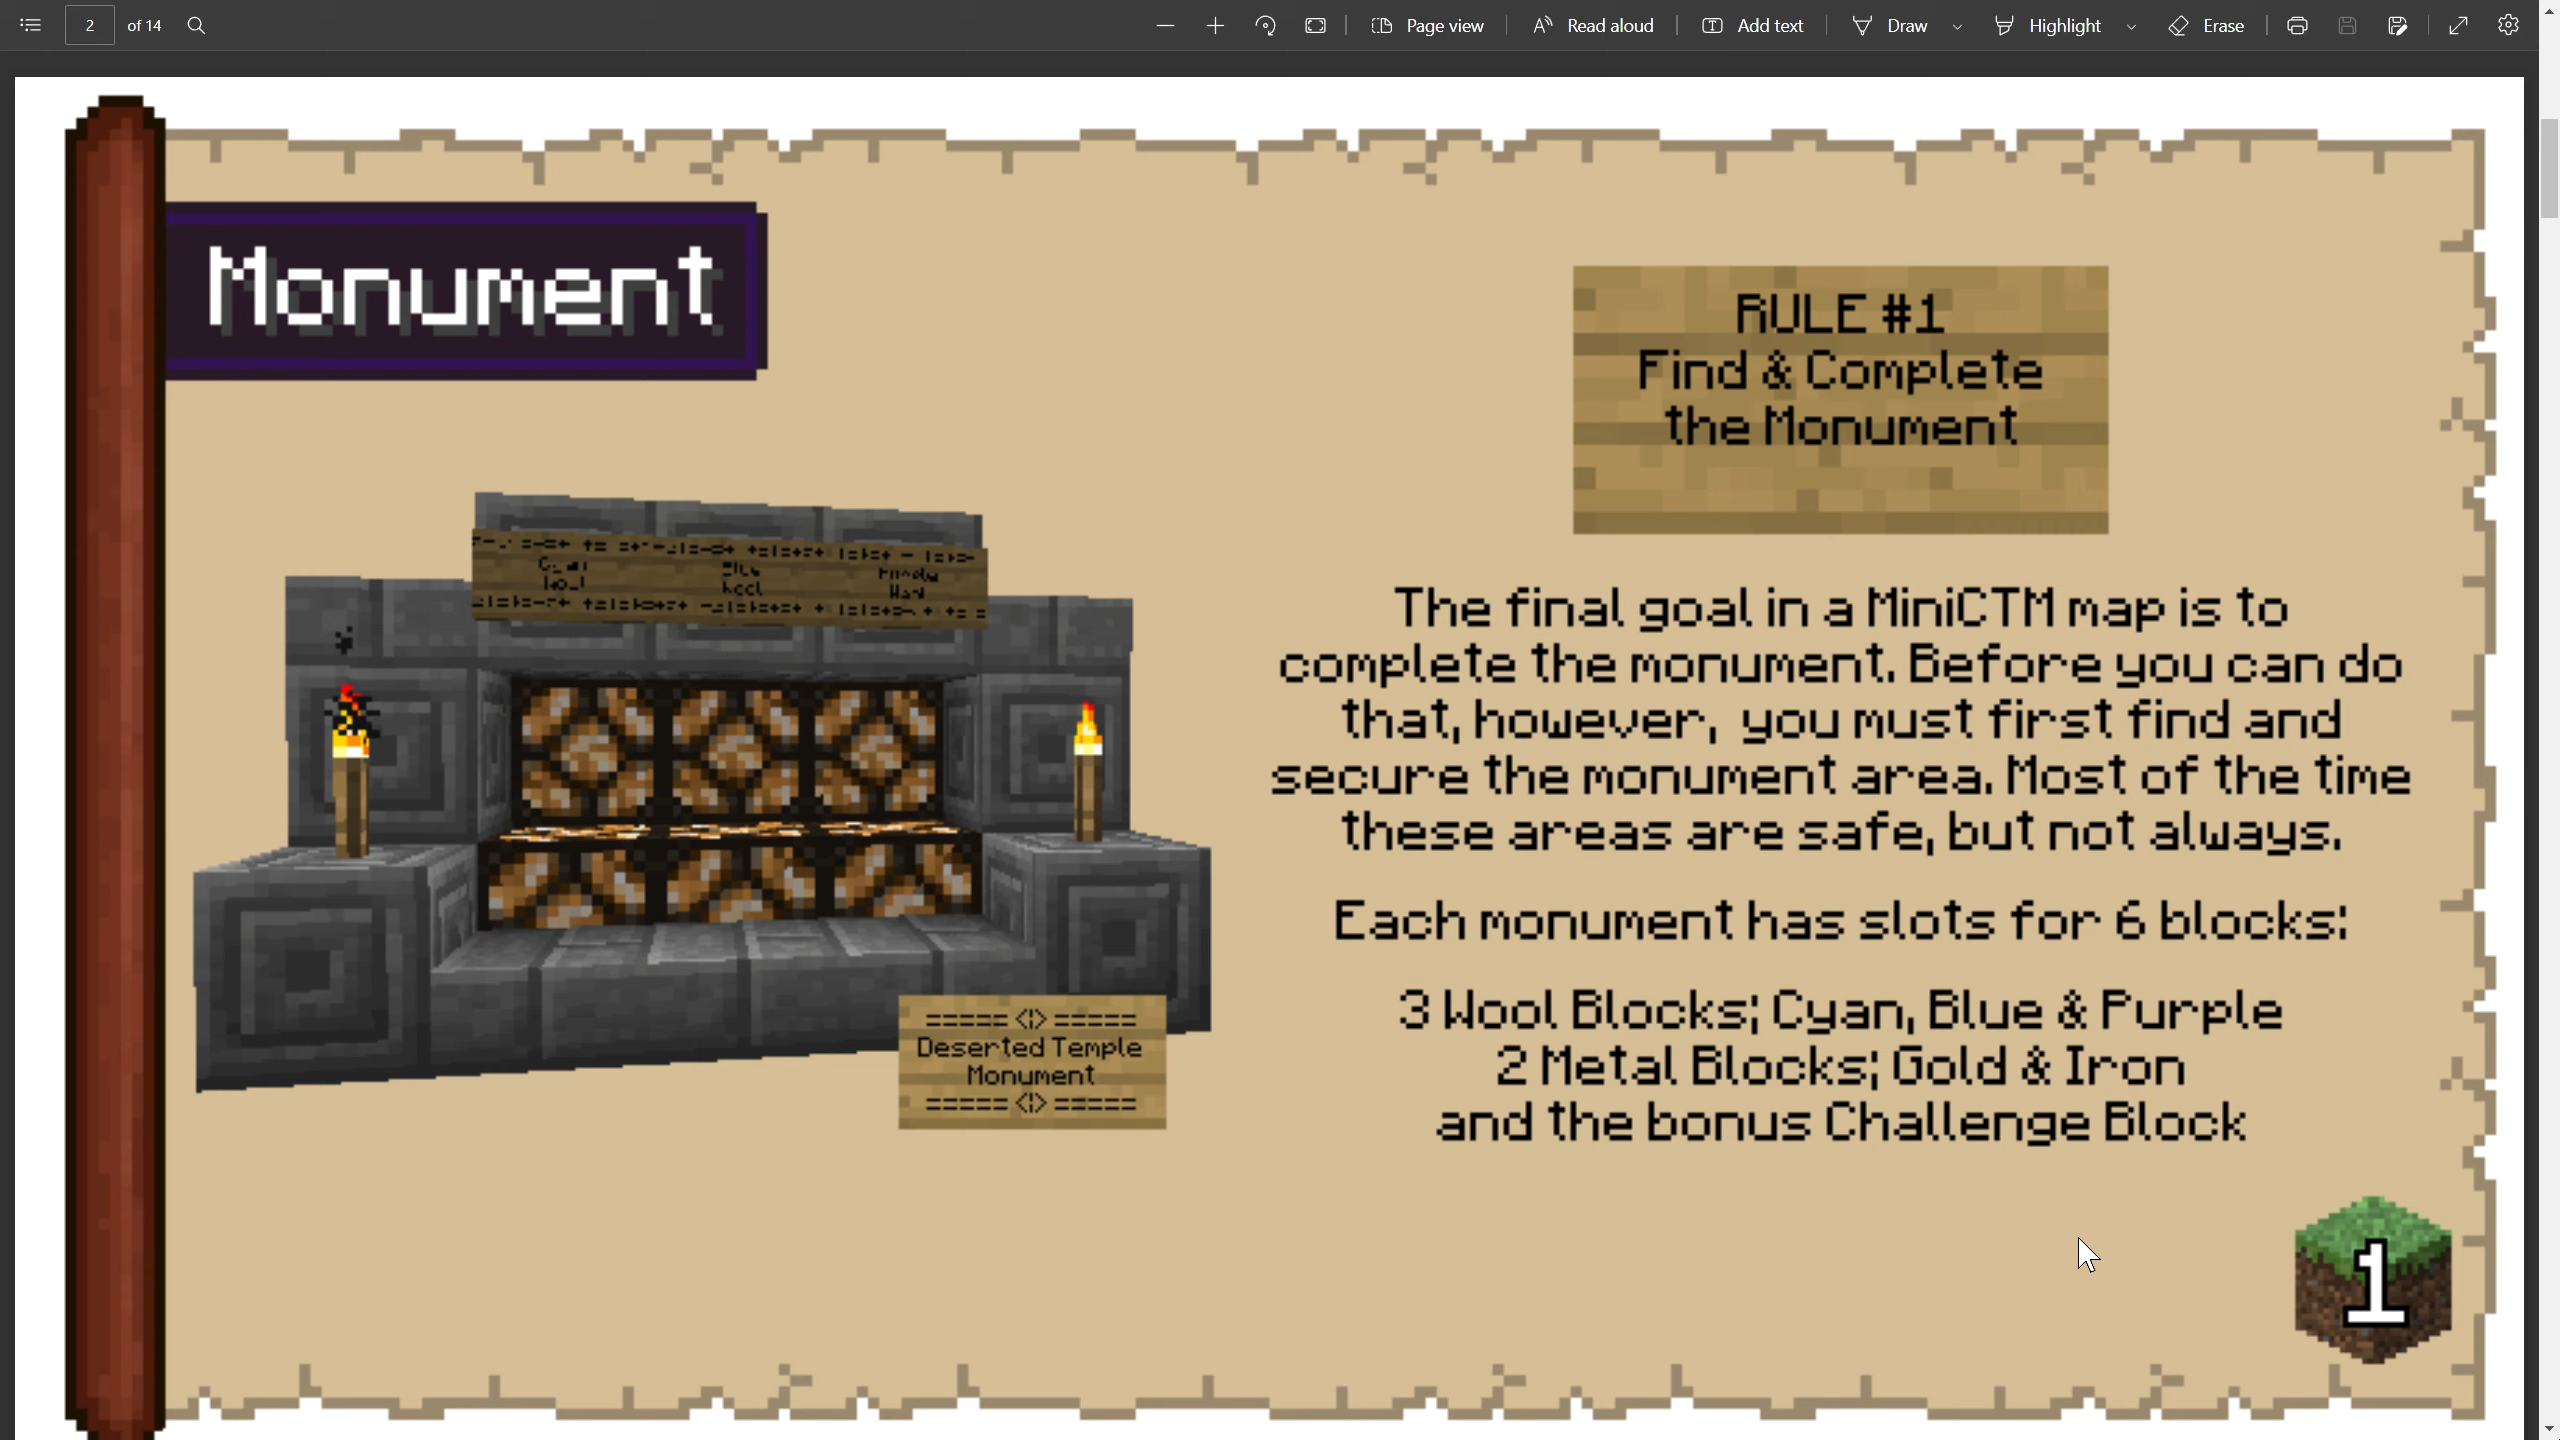 2
of 14
Page view
Read aloud
Add text
Draw
Highlight
Erase
Monument
RULE #1
Find & Complete
the Monument
The final goal in a MiniCTM map is to
complete the monument. Before you can do
that, however, you must first find and
secure the monument area. Most of the time
these areas are safe, but not always.
Each monument has slots for 6 blocks:
3 Wool Blocks; Cyan, Blue & Purple
2 Metal Blocks; Gold & Iron
and the bonus Challenge Block
===== <|> =====
Deserted Temple
Monument
===== <|> =====
1